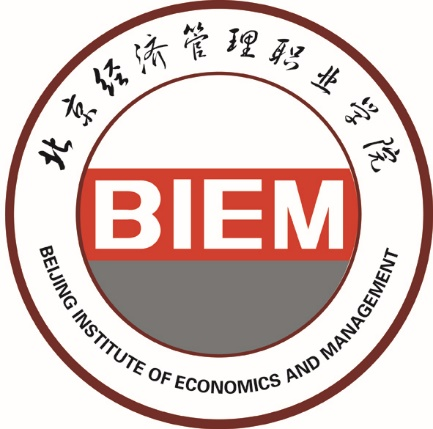 北京经济管理职业学院
BIEM
BEIJING INSTITUTE OF ECONOMICS AND MANAGEMENT